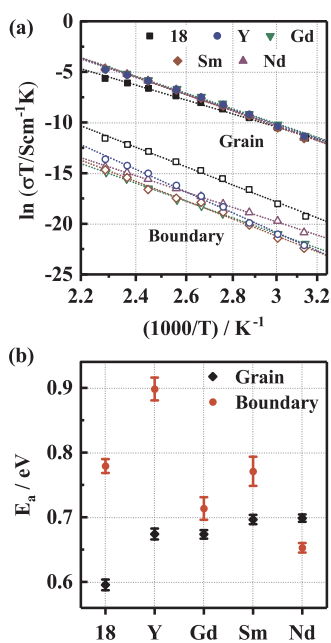 (a)
18 Y Gd
Sm Nd
0
-5
-10
-15
-20
-25
ln (σT/Scm⁻¹K)
Grain
Boundary
2.2 2.4 2.6 2.8 3.0 3.2
(1000/T) / K⁻¹
(b)
Grain
Boundary
0.9
0.8
0.7
0.6
Eₐ / eV
18 Y Gd Sm Nd